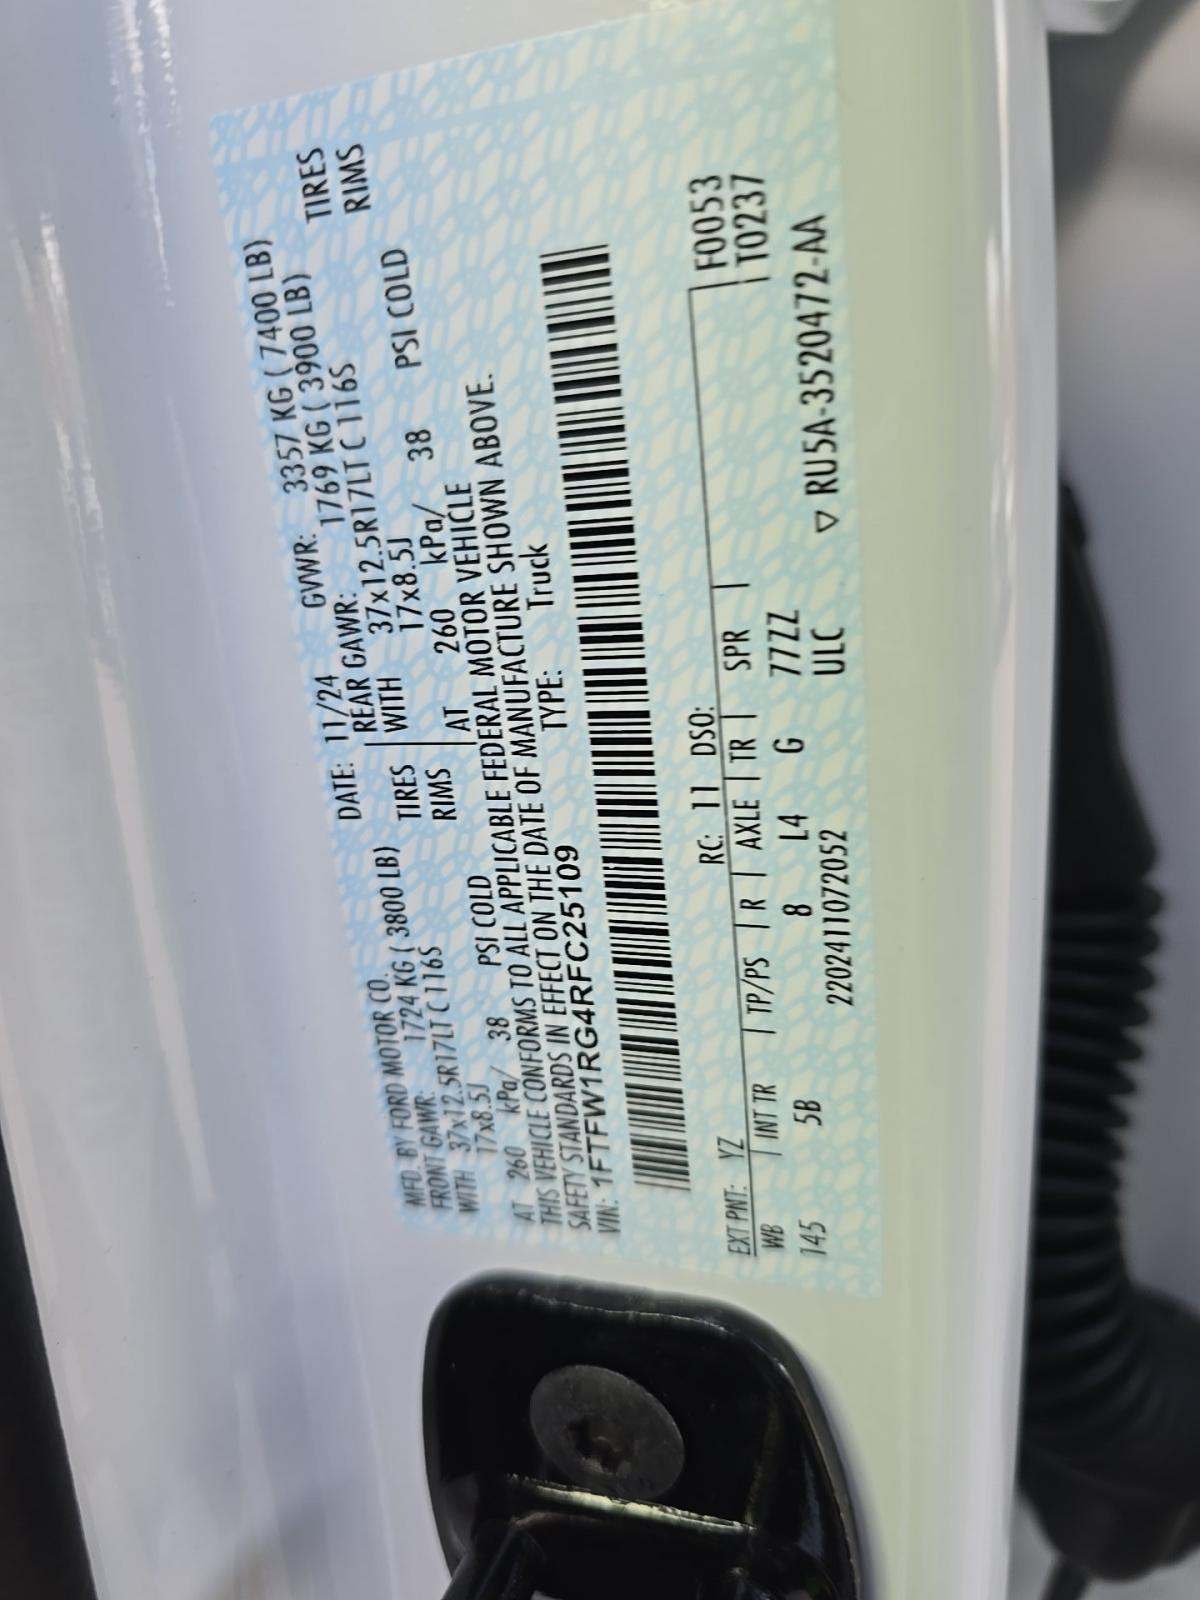 MFD. BY FORD MOTOR CO. DATE: 11/24 GVWR: 3357 KG ( 7400 LB)
FRONT GAWR: 1724 KG ( 3800 LB) REAR GAWR: 1769 KG ( 3900 LB)
WITH 37x12.5R17LT C 116S TIRES WITH 37x12.5R17LT C 116S TIRES
17x8.5J RIMS 17x8.5J RIMS
AT 260 kPa/ 38 PSI COLD AT 260 kPa/ 38 PSI COLD
THIS VEHICLE CONFORMS TO ALL APPLICABLE FEDERAL MOTOR VEHICLE
SAFETY STANDARDS IN EFFECT ON THE DATE OF MANUFACTURE SHOWN ABOVE.
VIN: 1FTFW1RG4RFC25109 TYPE: Truck
EXT PNT: YZ RC: 11 DSO: F0053
WB INT TR TP/PS R AXLE TR SPR T0237
145 5B 8 L4 G 77ZZ
2202411072052 ULC ▽ RU5A-3520472-AA